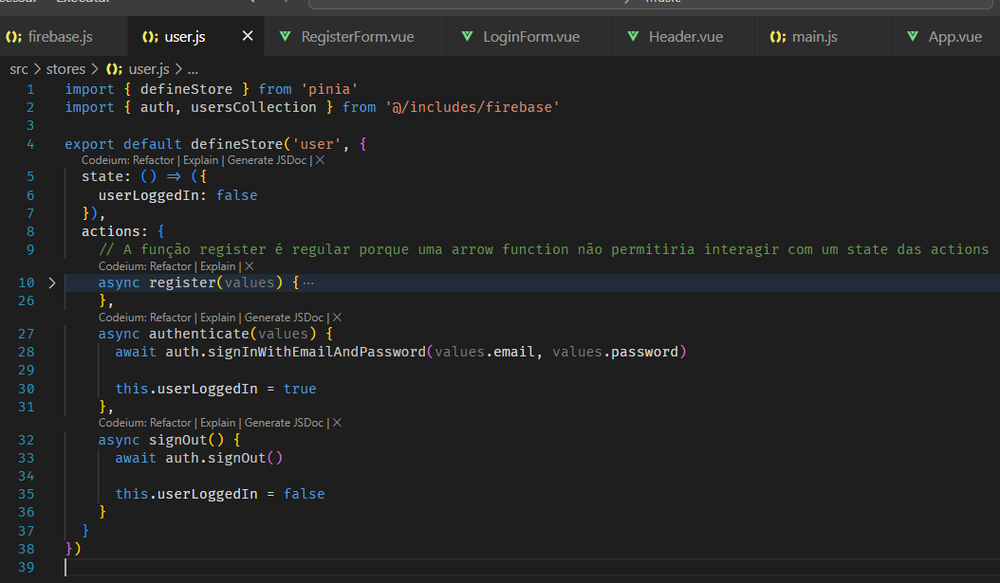 music
firebase.js user.js RegisterForm.vue LoginForm.vue Header.vue main.js App.vue
src > stores > user.js > ...
1 import { defineStore } from 'pinia'
2 import { auth, usersCollection } from '@/includes/firebase'
3
4 export default defineStore('user', {
Codeium: Refactor | Explain | Generate JSDoc | X
5 state: () => ({
6 userLoggedIn: false
7 }),
8 actions: {
9 // A função register é regular porque uma arrow function não permitiria interagir com um state das actions
Codeium: Refactor | Explain | X
10 async register(values) { ...
26 },
Codeium: Refactor | Explain | Generate JSDoc | X
27 async authenticate(values) {
28 await auth.signInWithEmailAndPassword(values.email, values.password)
29
30 this.userLoggedIn = true
31 },
Codeium: Refactor | Explain | Generate JSDoc | X
32 async signOut() {
33 await auth.signOut()
34
35 this.userLoggedIn = false
36 }
37 }
38 })
39